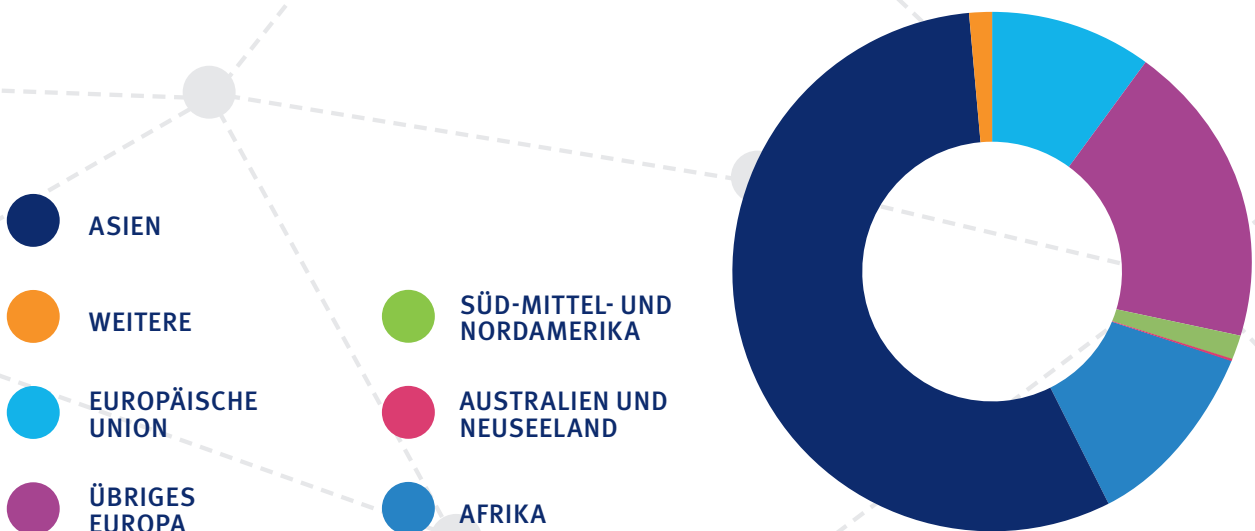 ASIEN
WEITERE
EUROPÄISCHE
UNION
ÜBRIGES
EUROPA
SÜD-MITTEL- UND
NORDAMERIKA
AUSTRALIEN UND
NEUSEELAND
AFRIKA